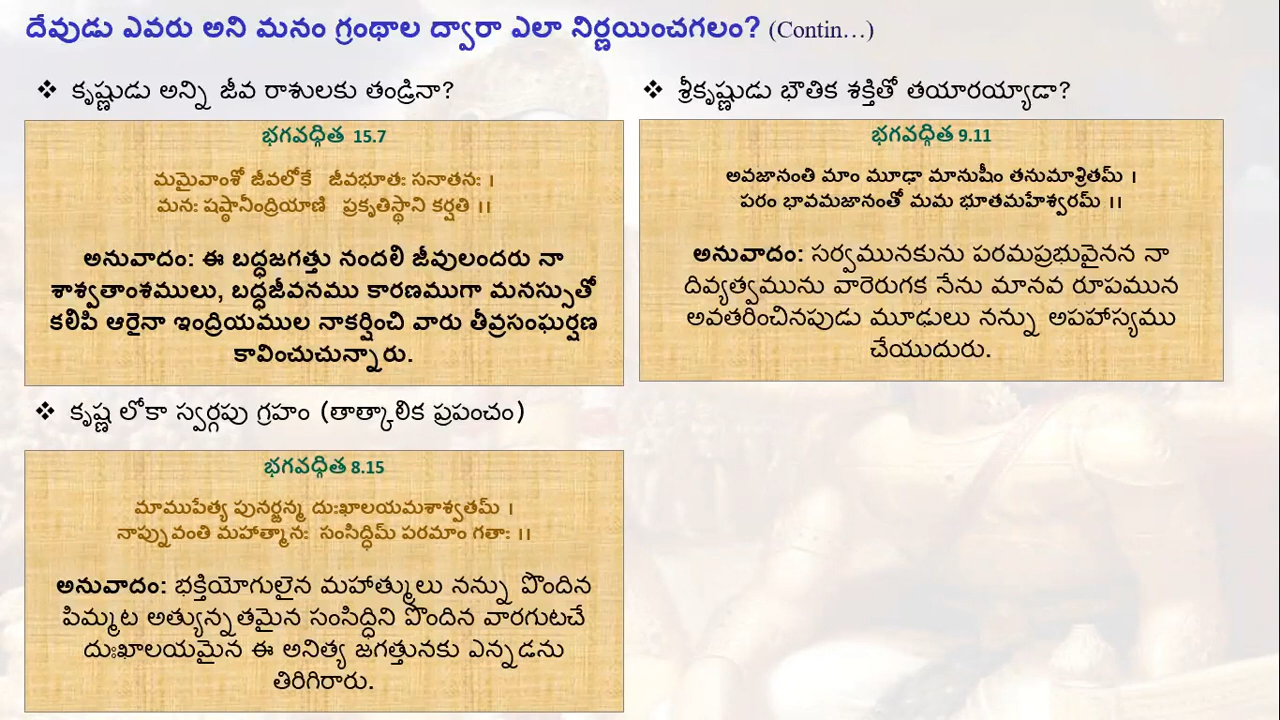 దేవుడు ఎవరు అని మనం గ్రంథాల ద్వారా ఎలా నిర్ణయించగలం? (Contin…)
❖ కృష్ణుడు అన్ని జీవ రాశులకు తండ్రినా?
భగవద్గిత 15.7
మమైవాంశో జీవలోకే జీవభూతః సనాతనః ।
మనః షష్ఠానీంద్రియాణి ప్రకృతిస్థాని కర్షతి ।।
అనువాదం: ఈ బద్ధజగత్తు నందలి జీవులందరు నా
శాశ్వతాంశములు, బద్ధజీవనము కారణముగా మనస్సుతో
కలిపి ఆరైనా ఇంద్రియముల నాకర్షించి వారు తీవ్రసంఘర్షణ
కావించుచున్నారు.
❖ శ్రీకృష్ణుడు భౌతిక శక్తితో తయారయ్యాడా?
భగవద్గిత 9.11
అవజానంతి మాం మూఢా మానుషీం తనుమాశ్రితమ్ ।
పరం భావమజానంతో మమ భూతమహేశ్వరమ్ ।।
అనువాదం: సర్వమునకును పరమప్రభువైనన నా
దివ్యత్వమును వారెరుగక నేను మానవ రూపమున
అవతరించినపుడు మూఢులు నన్ను అపహాస్యము
చేయుదురు.
❖ కృష్ణ లోకా స్వర్గపు గ్రహం (తాత్కాలిక ప్రపంచం)
భగవద్గిత 8.15
మాముపేత్య పునర్జన్మ దుఃఖాలయమశాశ్వతమ్ ।
నాప్నువంతి మహాత్మానః సంసిద్ధిమ్ పరమాం గతాః ।।
అనువాదం: భక్తియోగులైన మహాత్ములు నన్ను పొందిన
పిమ్మట అత్యున్నతమైన సంసిద్ధిని పొందిన వారగుటచే
దుఃఖాలయమైన ఈ అనిత్య జగత్తునకు ఎన్నడను
తిరిగిరారు.